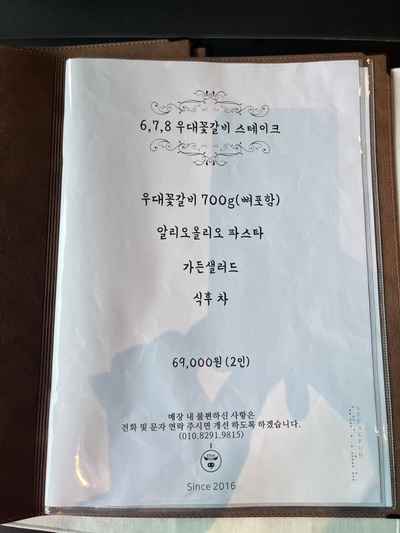 6,7,8 우대꽃갈비 스테이크
우대꽃갈비 700g(뼈포함)
알리오올리오 파스타
가든샐러드
식후 차
69,000원 (2인)
매장 내 불편하신 사항은
전화 및 문자 연락 주시면 개선 하도록 하겠습니다.
(010.8291.9815)
Since 2016
STEAKPUB